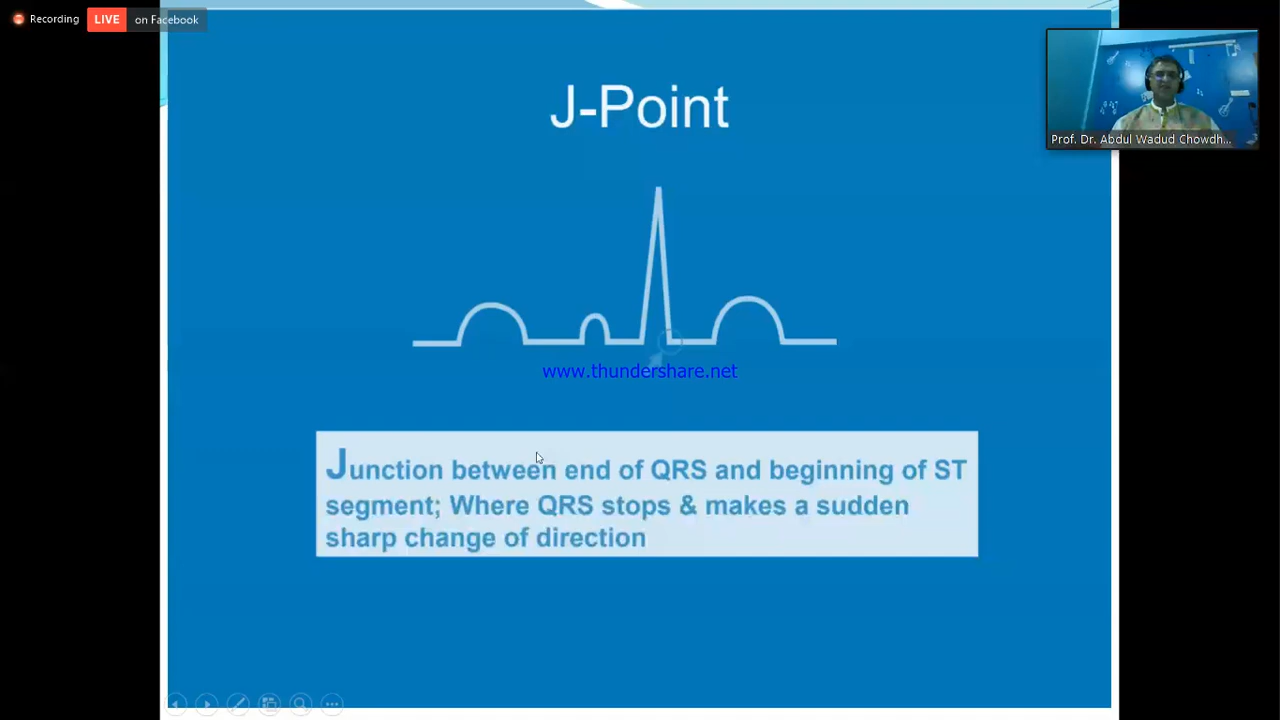 Recording
LIVE on Facebook
J-Point
Prof. Dr. Abdul Wadud Chowdh...
www.thundershare.net
Junction between end of QRS and beginning of ST
segment; Where QRS stops & makes a sudden
sharp change of direction